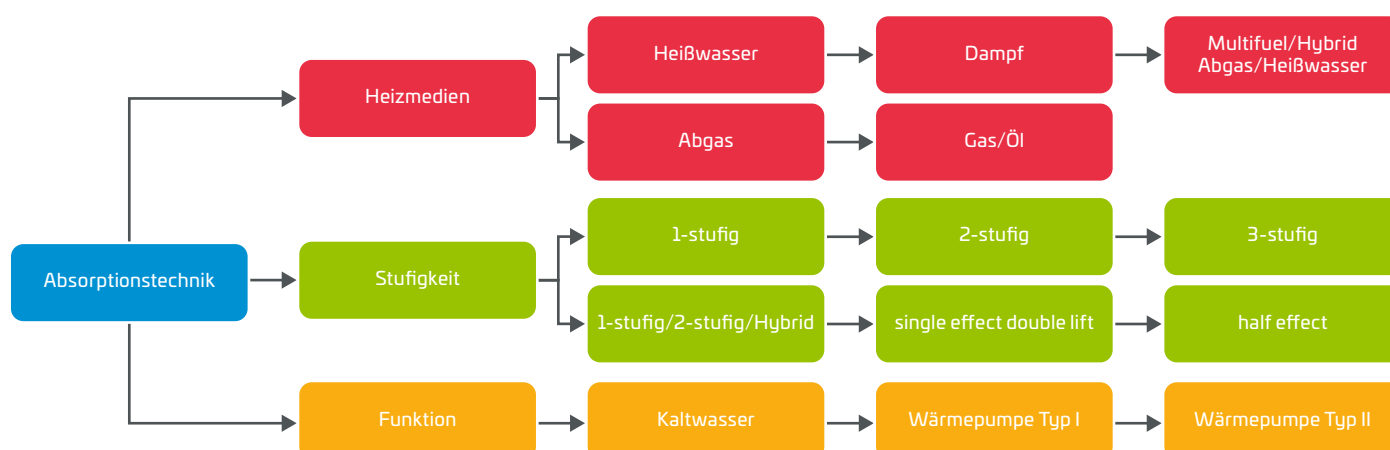 Absorptionstechnik
Heizmedien
Heißwasser
Dampf
Multifuel/Hybrid
Abgas/Heißwasser
Abgas
Gas/Öl
Stufigkeit
1-stufig
2-stufig
3-stufig
1-stufig/2-stufig/Hybrid
single effect double lift
half effect
Funktion
Kaltwasser
Wärmepumpe Typ I
Wärmepumpe Typ II